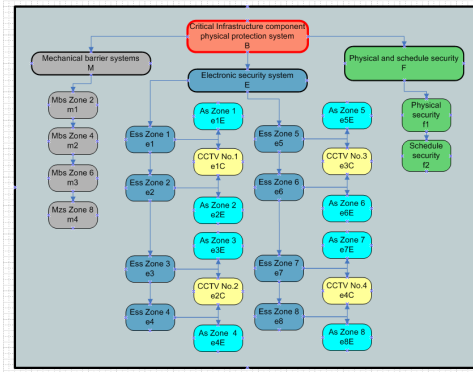 Critical Infrastructure component
physical protection system
B
Mechanical barrier systems
M
Electronic security system
E
Physical and schedule security
F
Mbs Zone 2
m1
Mbs Zone 4
m2
Mbs Zone 6
m3
Mzs Zone 8
m4
Ess Zone 1
e1
Ess Zone 2
e2
Ess Zone 3
e3
Ess Zone 4
e4
As Zone 1
e1E
CCTV No.1
e1C
As Zone 2
e2E
As Zone 3
e3E
CCTV No.2
e2C
As Zone 4
e4E
Ess Zone 5
e5
Ess Zone 6
e6
Ess Zone 7
e7
Ess Zone 8
e8
As Zone 5
e5E
CCTV No.3
e3C
As Zone 6
e6E
As Zone 7
e7E
CCTV No.4
e4C
As Zone 8
e8E
Physical
security
f1
Schedule
security
f2